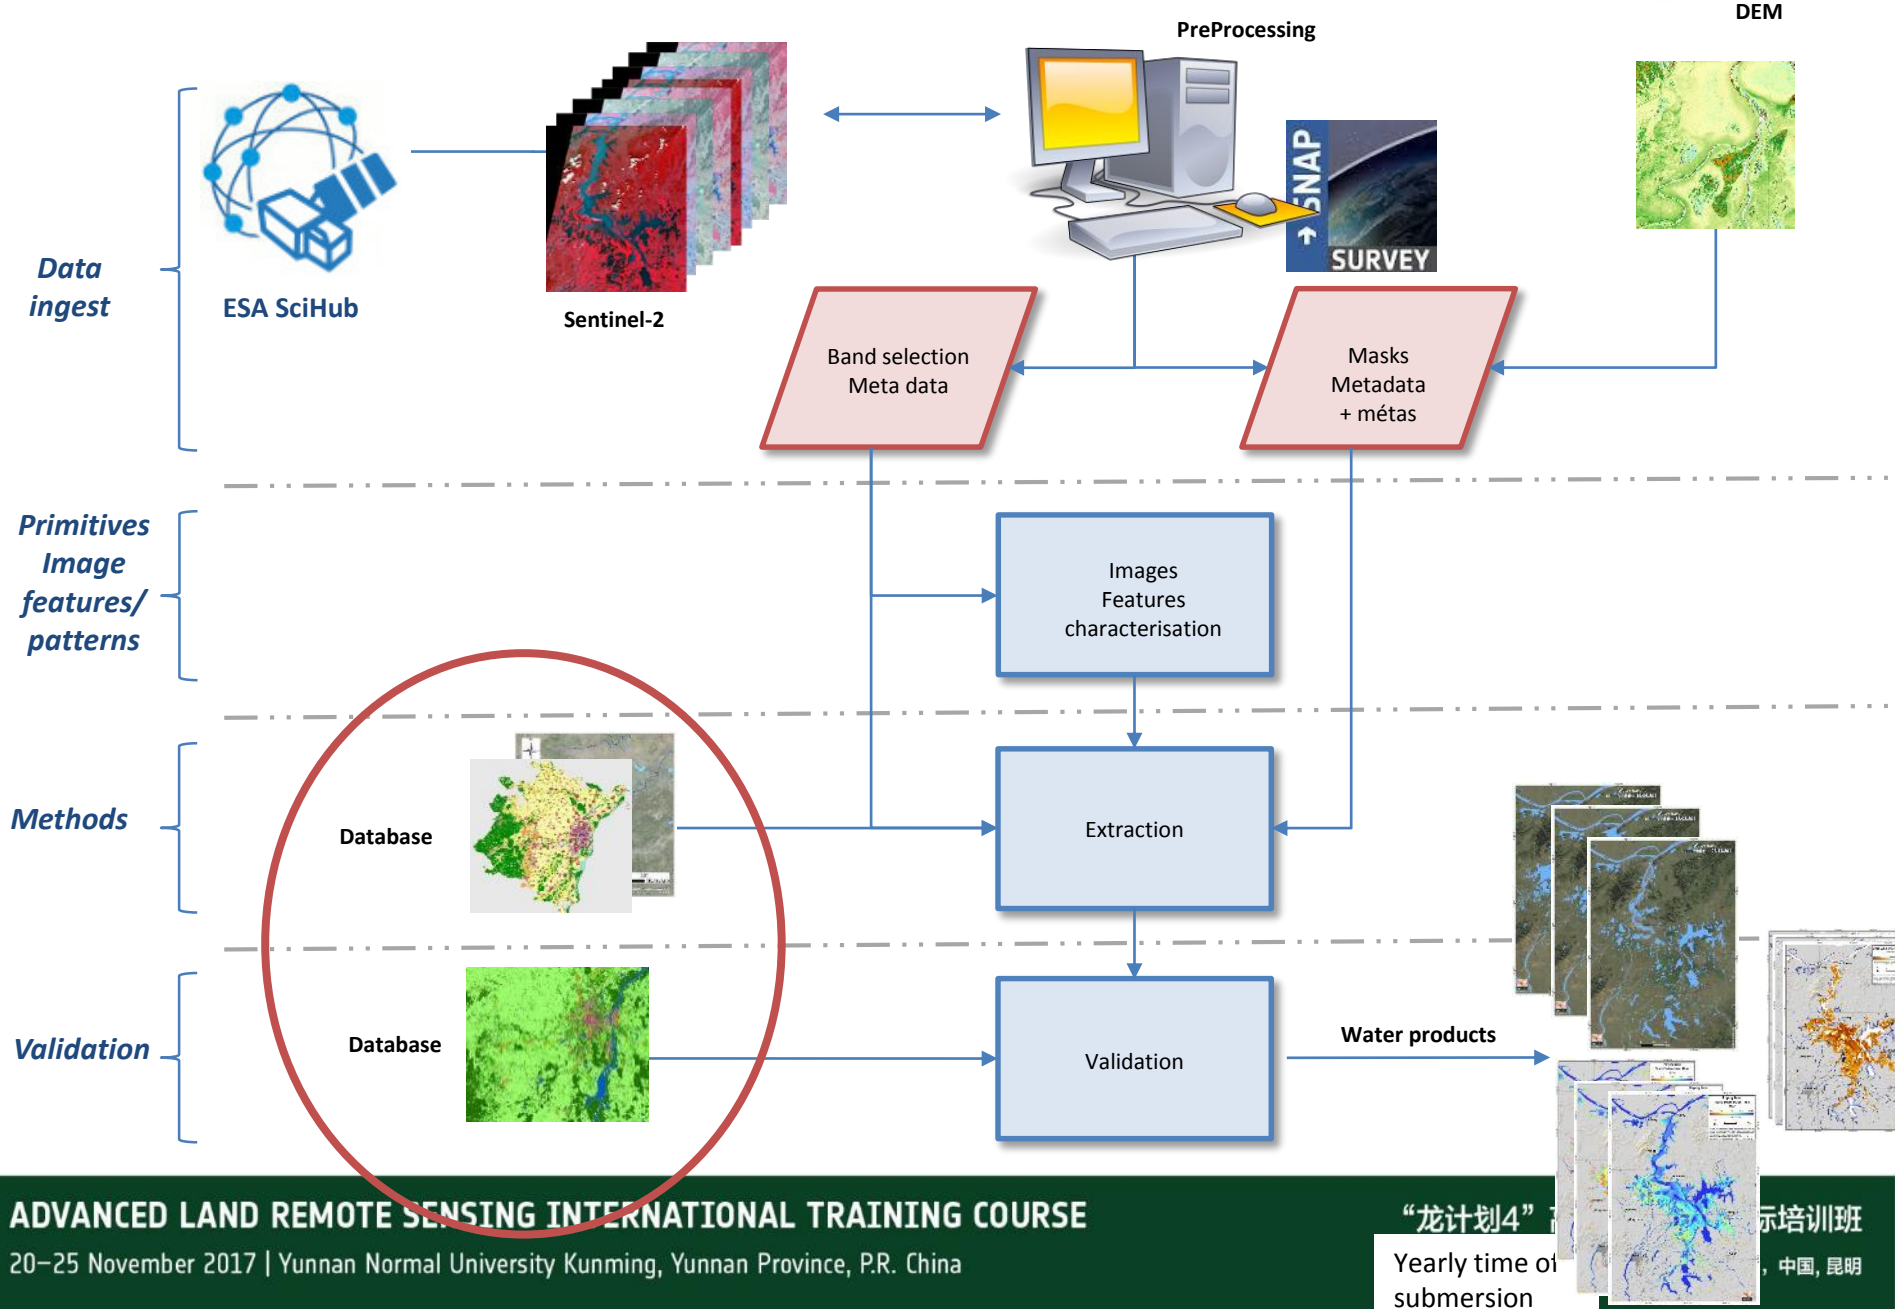 DEM
PreProcessing
SNAP
SURVEY
Data
ingest
ESA SciHub
Sentinel-2
Band selection
Meta data
Masks
Metadata
+ métas
Primitives
Image
features/
patterns
Images
Features
characterisation
Methods
Database
Extraction
Validation
Database
Validation
Water products
ADVANCED LAND REMOTE SENSING INTERNATIONAL TRAINING COURSE
20–25 November 2017 | Yunnan Normal University Kunming, Yunnan Province, P.R. China
“龙计划4”
际培训班
, 中国, 昆明
Yearly time of
submersion